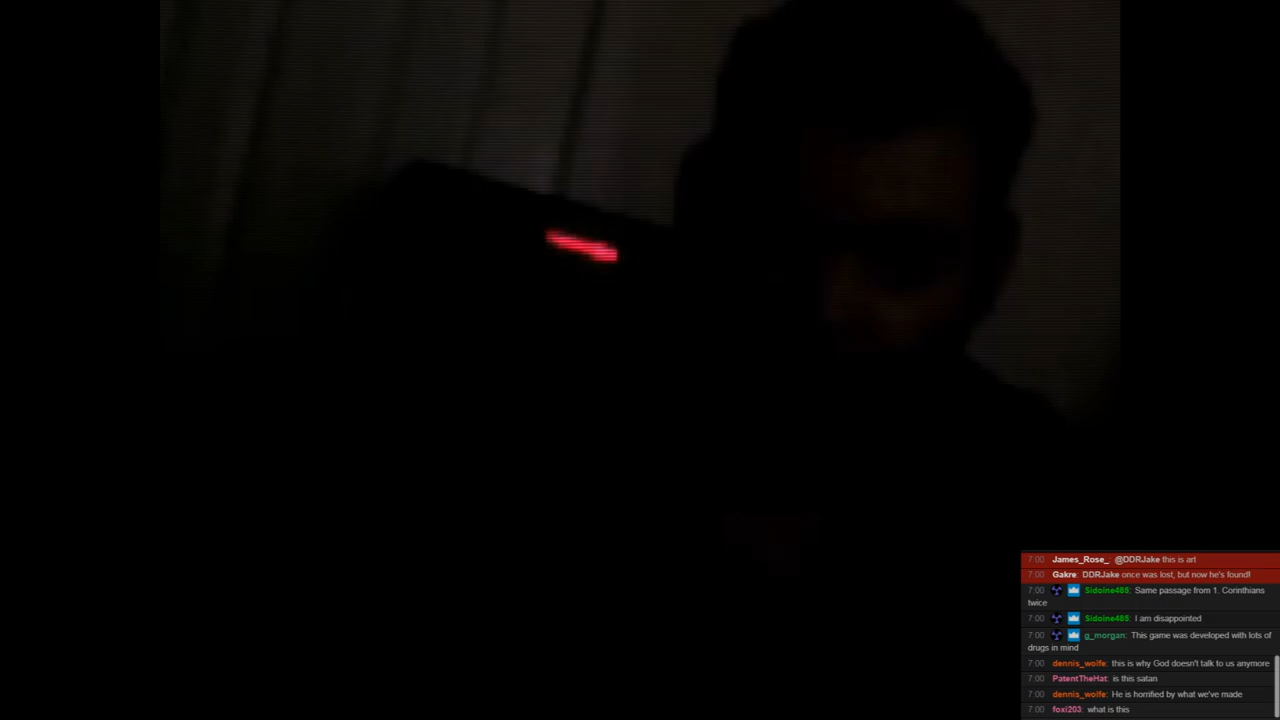 7:00 James_Rose_: @DDRJake this is art
7:00 Gakre: DDRJake once was lost, but now he's found!
7:00 Sidoine485: Same passage from 1. Corinthians
twice
7:00 Sidoine485: I am disappointed
7:00 g_morgan: This game was developed with lots of
drugs in mind
7:00 dennis_wolfe: this is why God doesn't talk to us anymore
7:00 PatentTheHat: is this satan
7:00 dennis_wolfe: He is horrified by what we've made
7:00 foxi203: what is this